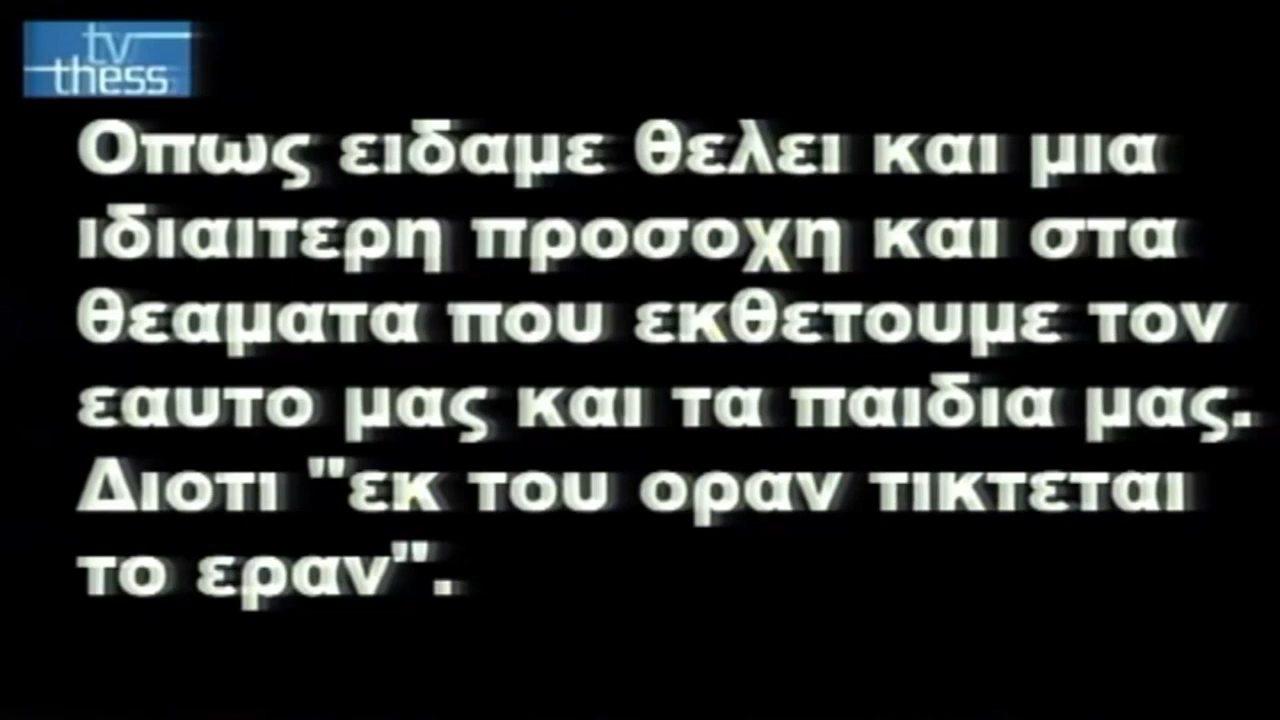 tv
thess
Οπως ειδαμε θελει και μια
ιδιαιτερη προσοχη και στα
θεαματα που εκθετουμε τον
εαυτο μας και τα παιδια μας.
Διοτι "εκ του οραν τικτεται
το εραν".